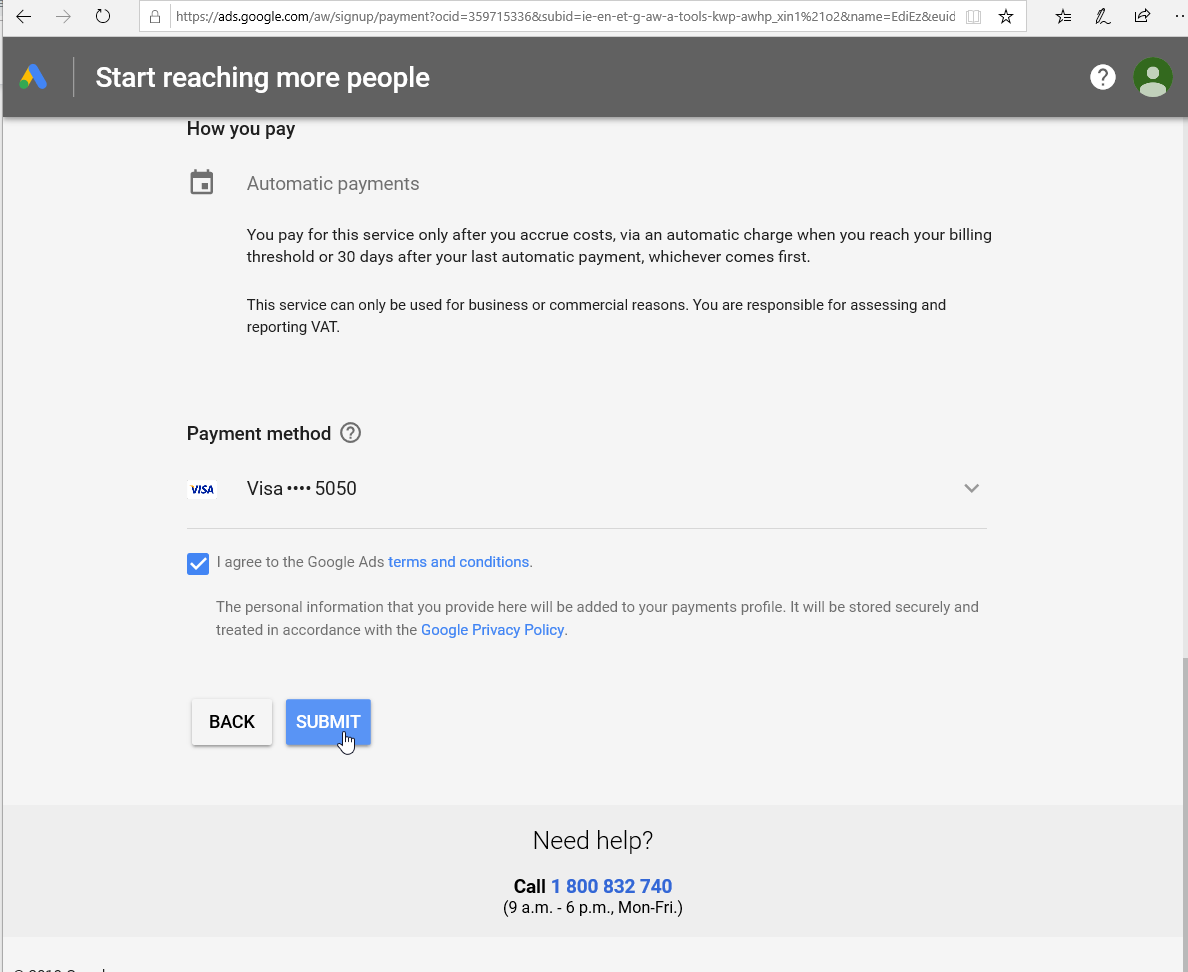 https://ads.google.com/aw/signup/payment?ocid=359715336&subid=ie-en-et-g-aw-a-tools-kwp-awhp_xin1%21o2&name=EdiEz&euid
Start reaching more people
How you pay
Automatic payments
You pay for this service only after you accrue costs, via an automatic charge when you reach your billing
threshold or 30 days after your last automatic payment, whichever comes first.
This service can only be used for business or commercial reasons. You are responsible for assessing and
reporting VAT.
Payment method
VISA Visa •••• 5050
I agree to the Google Ads terms and conditions.
The personal information that you provide here will be added to your payments profile. It will be stored securely and
treated in accordance with the Google Privacy Policy.
BACK SUBMIT
Need help?
Call 1 800 832 740
(9 a.m. - 6 p.m., Mon-Fri.)